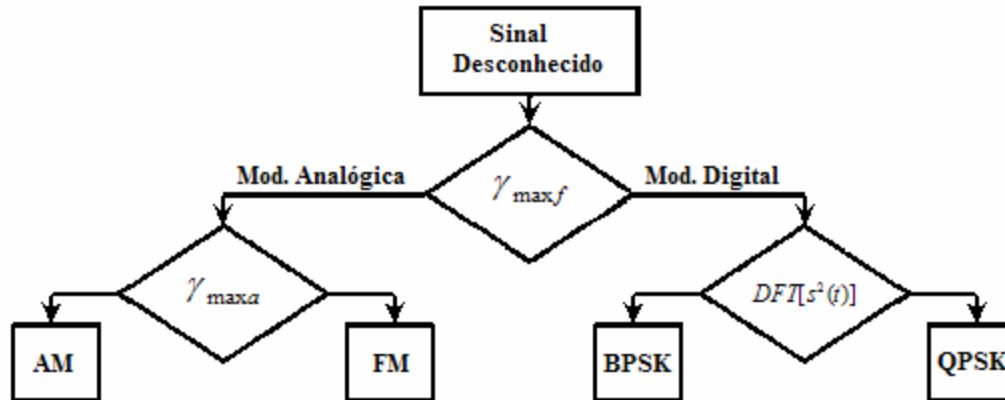 Sinal
Desconhecido
Mod. Analógica
Mod. Digital
γ max f
γ max a
DFT[s²(t)]
AM
FM
BPSK
QPSK